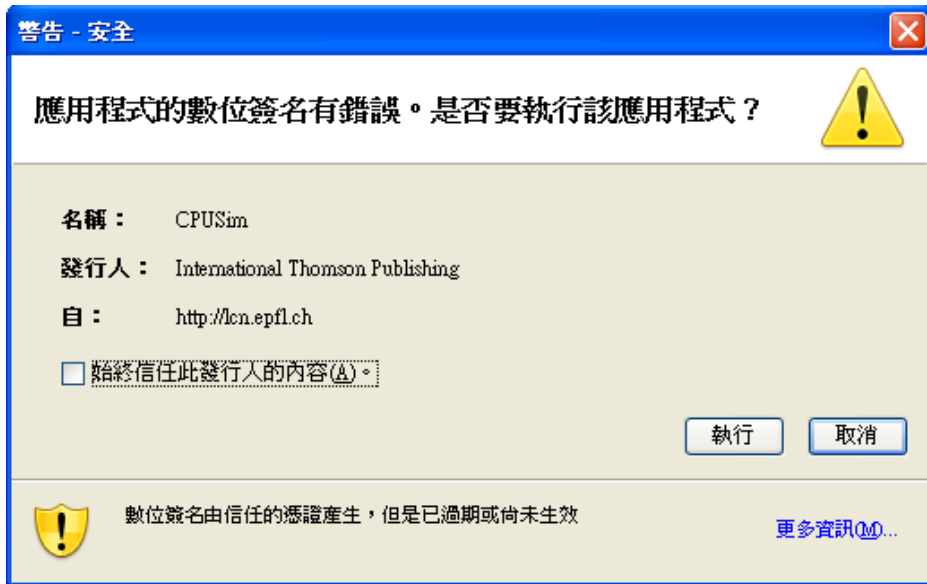 警告 - 安全
應用程式的數位簽名有錯誤。是否要執行該應用程式？
名稱： CPUSim
發行人： International Thomson Publishing
自： http://lcn.epfl.ch
始終信任此發行人的內容(A)。
執行 取消
數位簽名由信任的憑證產生，但是已過期或尚未生效
更多資訊(M)...